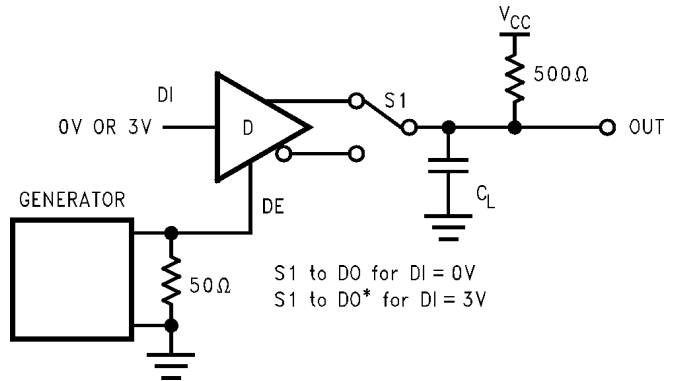 V_CC
500Ω
DI
S1
0V OR 3V
D
OUT
GENERATOR
DE
C_L
50Ω
S1 to DO for DI = 0V
S1 to DO* for DI = 3V